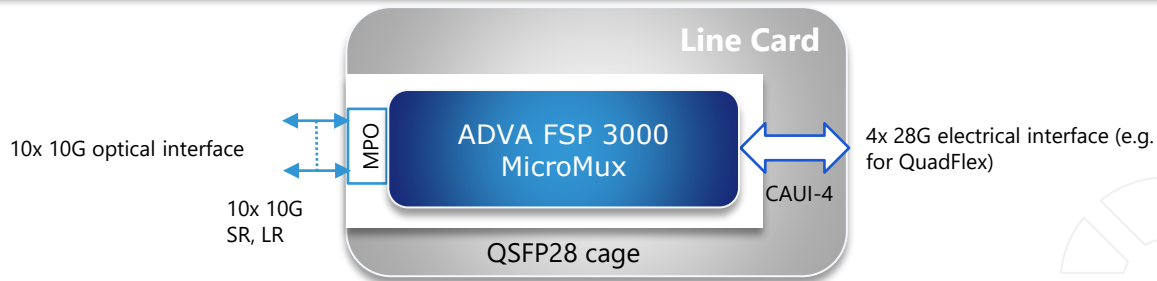 Line Card
10x 10G optical interface
MPO
ADVA FSP 3000
MicroMux
4x 28G electrical interface (e.g.
for QuadFlex)
CAUI-4
10x 10G
SR, LR
QSFP28 cage